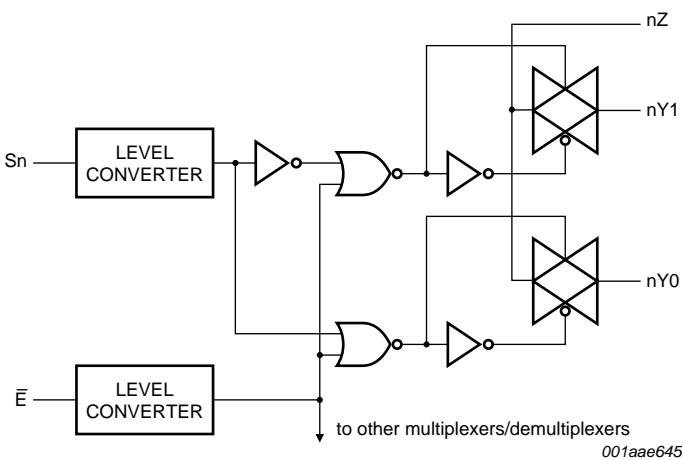 nZ
nY1
Sn
LEVEL
CONVERTER
nY0
E̅
LEVEL
CONVERTER
to other multiplexers/demultiplexers
001aae645